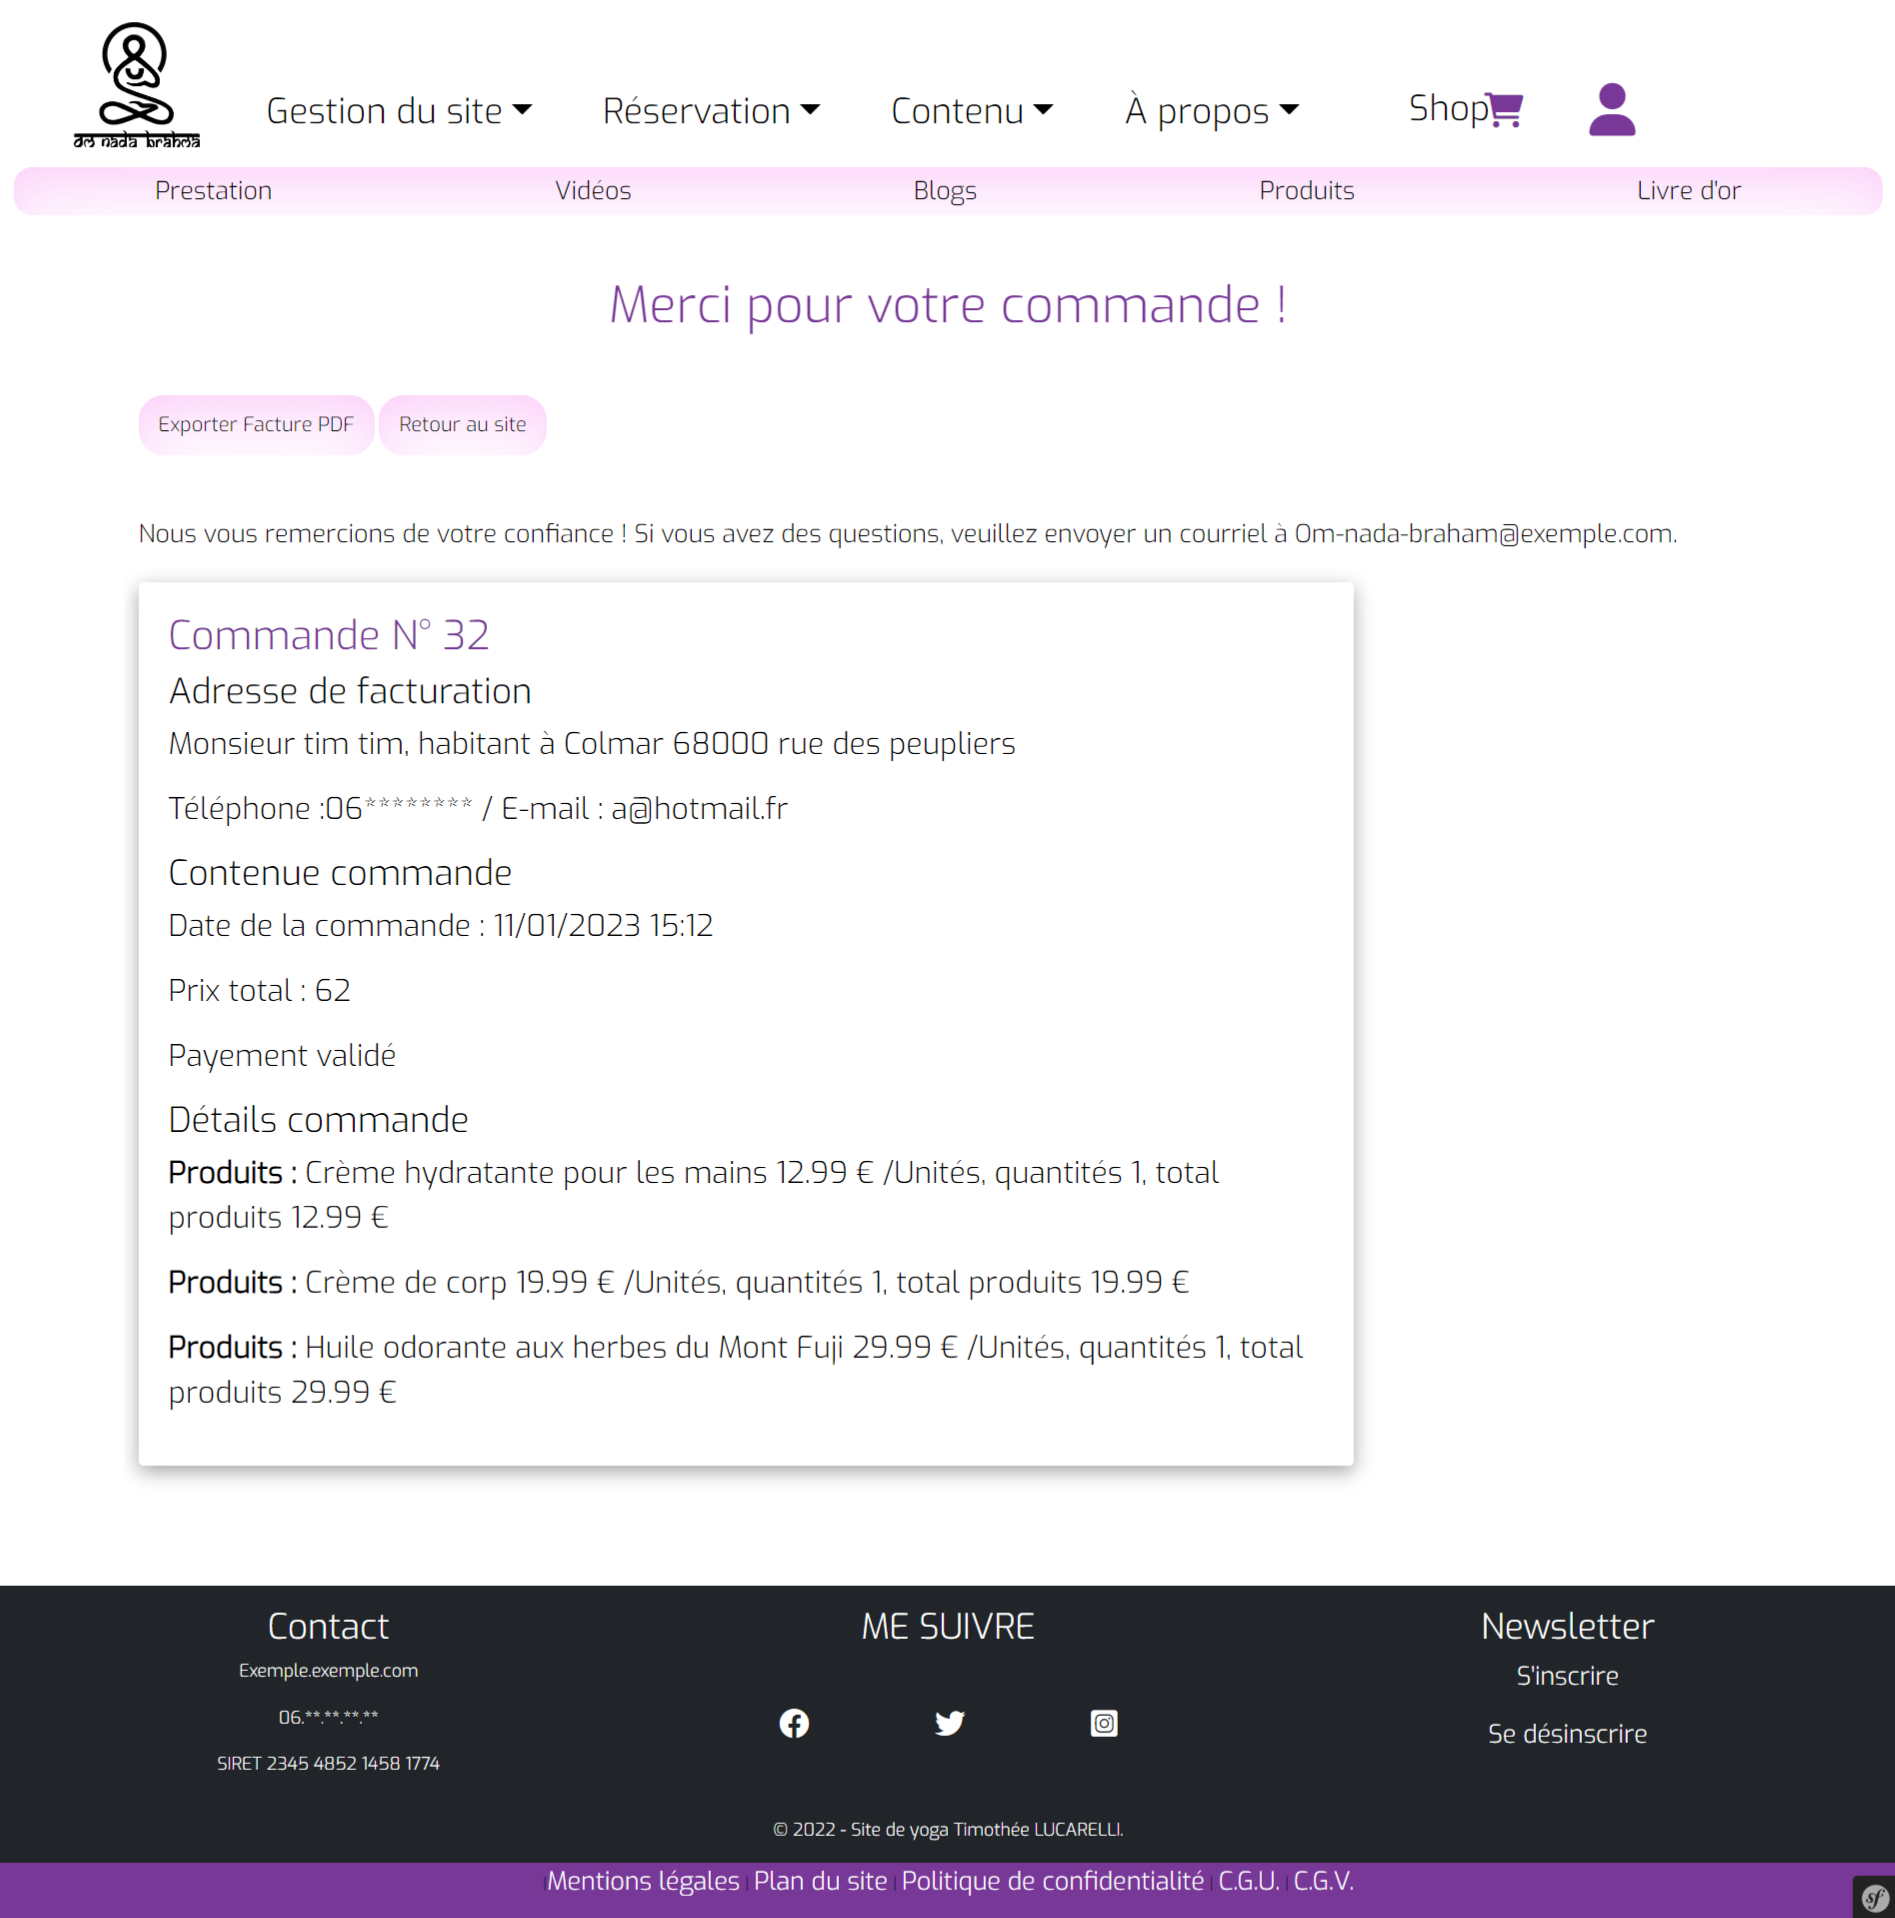 om nada brahma
Gestion du site
Réservation
Contenu
À propos
Shop
Prestation
Vidéos
Blogs
Produits
Livre d'or
Merci pour votre commande !
Exporter Facture PDF
Retour au site
Nous vous remercions de votre confiance ! Si vous avez des questions, veuillez envoyer un courriel à Om-nada-braham@exemple.com.
Commande N° 32
Adresse de facturation
Monsieur tim tim, habitant à Colmar 68000 rue des peupliers
Téléphone :06******** / E-mail : a@hotmail.fr
Contenue commande
Date de la commande : 11/01/2023 15:12
Prix total : 62
Payement validé
Détails commande
Produits : Crème hydratante pour les mains 12.99 € /Unités, quantités 1, total
produits 12.99 €
Produits : Crème de corp 19.99 € /Unités, quantités 1, total produits 19.99 €
Produits : Huile odorante aux herbes du Mont Fuji 29.99 € /Unités, quantités 1, total
produits 29.99 €
Contact
Exemple.exemple.com
06.**.**.**.**
SIRET 2345 4852 1458 1774
ME SUIVRE
Newsletter
S'inscrire
Se désinscrire
© 2022 - Site de yoga Timothée LUCARELLI.
|Mentions légales | Plan du site | Politique de confidentialité | C.G.U. | C.G.V.
sf